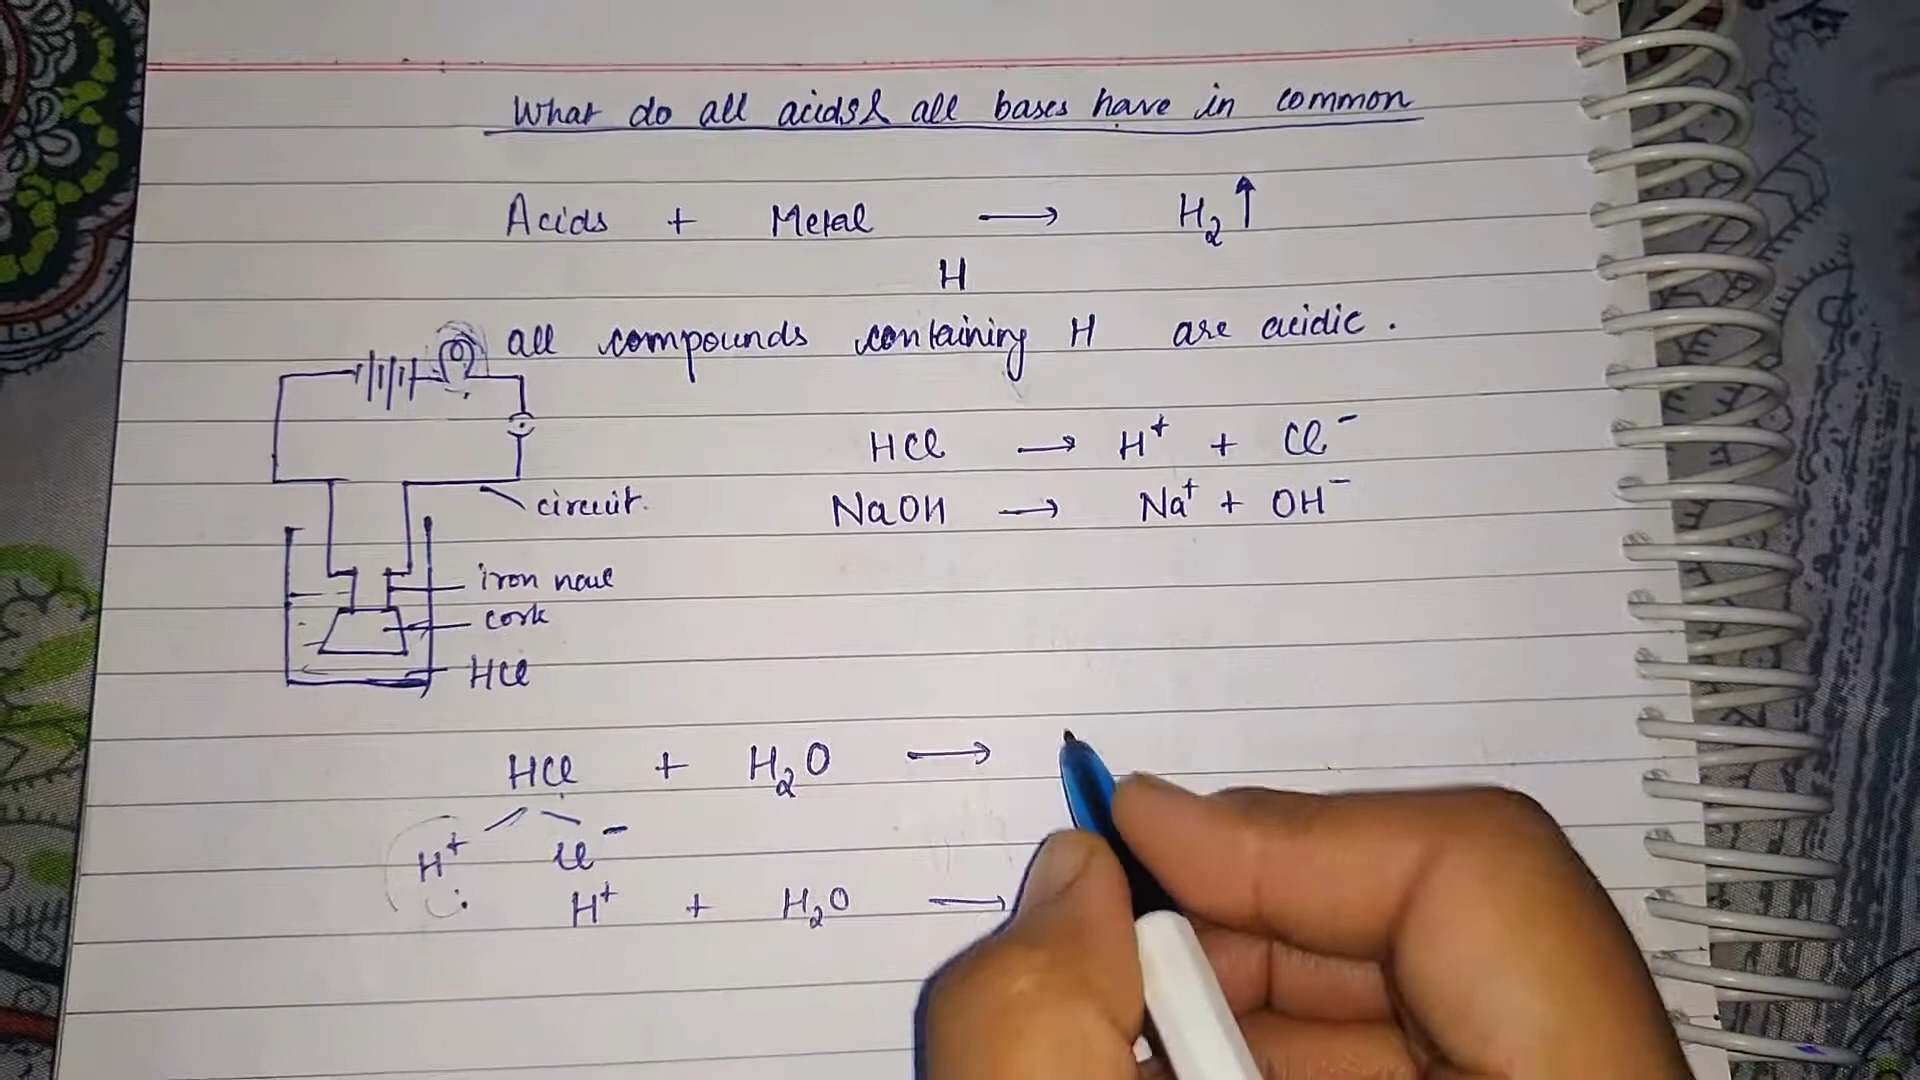 What do all acids & all bases have in common
Acids + Metal ⟶ H₂↑
H
all compounds containing H are acidic.
HCl ⟶ H⁺ + Cl⁻
NaOH ⟶ Na⁺ + OH⁻
circuit.
iron nail
cork
HCl
HCl + H₂O ⟶
H⁺ Cl⁻
H⁺ + H₂O ⟶